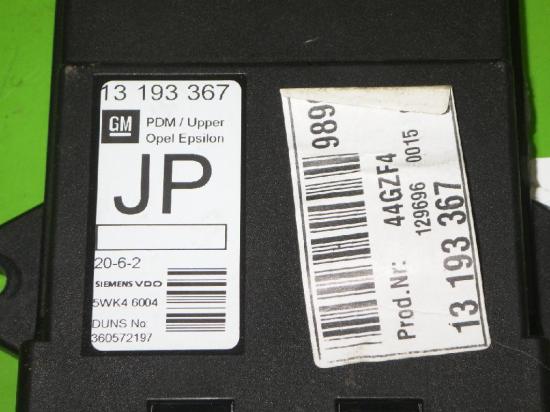 13 193 367
GM
PDM / Upper
Opel Epsilon
JP
20-6-2
SIEMENS VDO
5WK4 6004
DUNS No:
360572197
989
Prod.Nr: 44GZF4
129696 0015
13 193 367